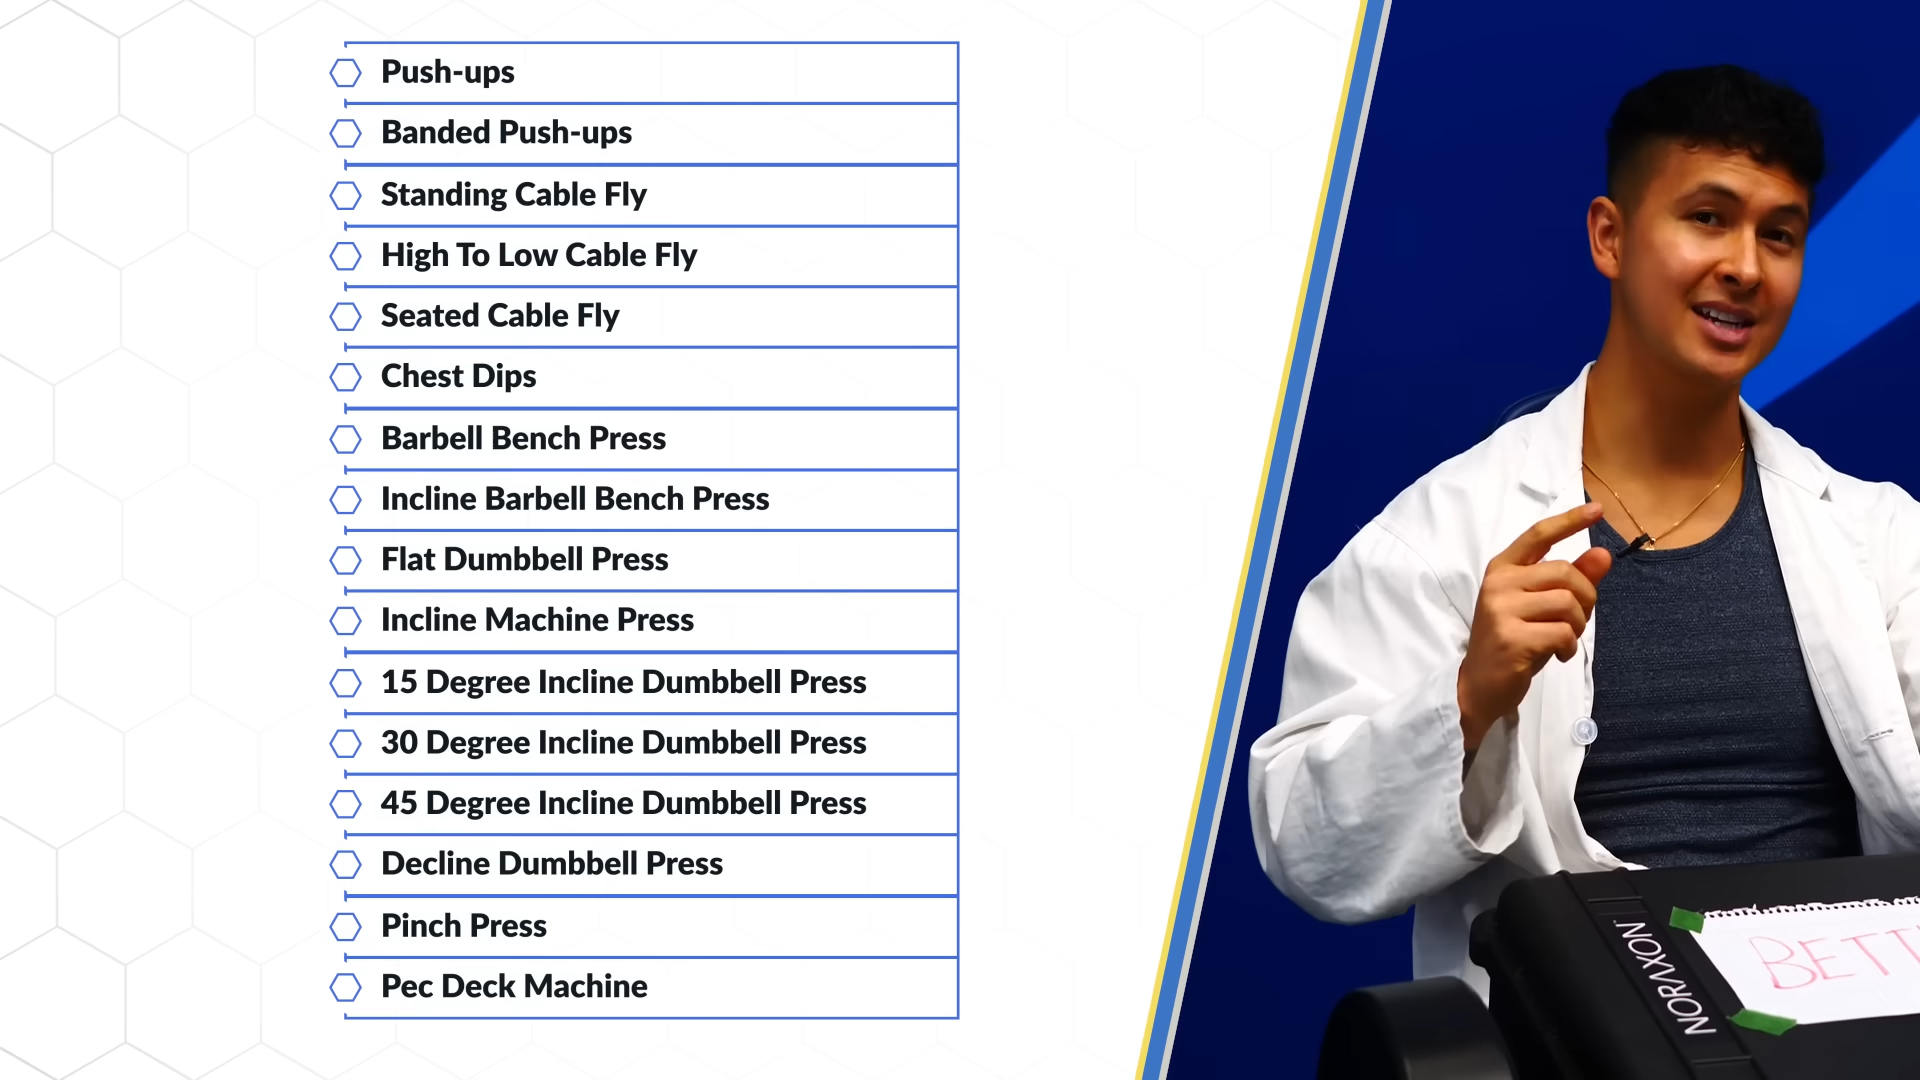 Push-ups
Banded Push-ups
Standing Cable Fly
High To Low Cable Fly
Seated Cable Fly
Chest Dips
Barbell Bench Press
Incline Barbell Bench Press
Flat Dumbbell Press
Incline Machine Press
15 Degree Incline Dumbbell Press
30 Degree Incline Dumbbell Press
45 Degree Incline Dumbbell Press
Decline Dumbbell Press
Pinch Press
Pec Deck Machine
NORAXON